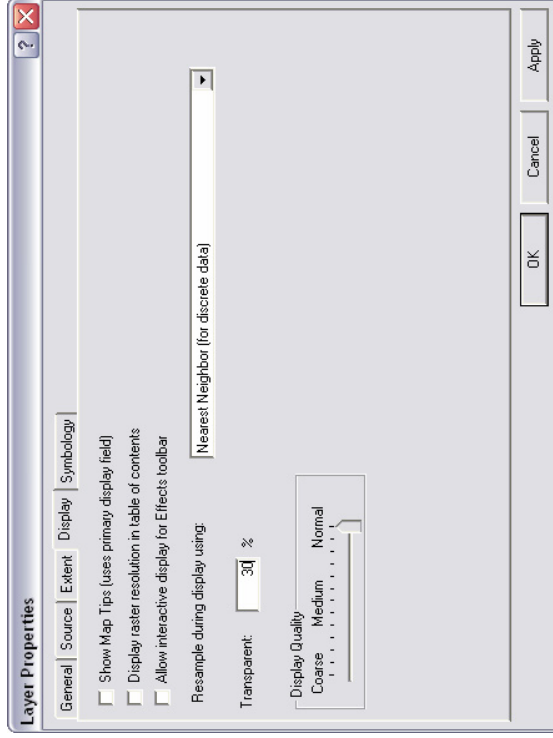 Layer Properties
General Source Extent Display Symbology
Show Map Tips (uses primary display field)
Display raster resolution in table of contents
Allow interactive display for Effects toolbar
Resample during display using: Nearest Neighbor (for discrete data)
Transparent: 30 %
Display Quality
Coarse Medium Normal
OK Cancel Apply